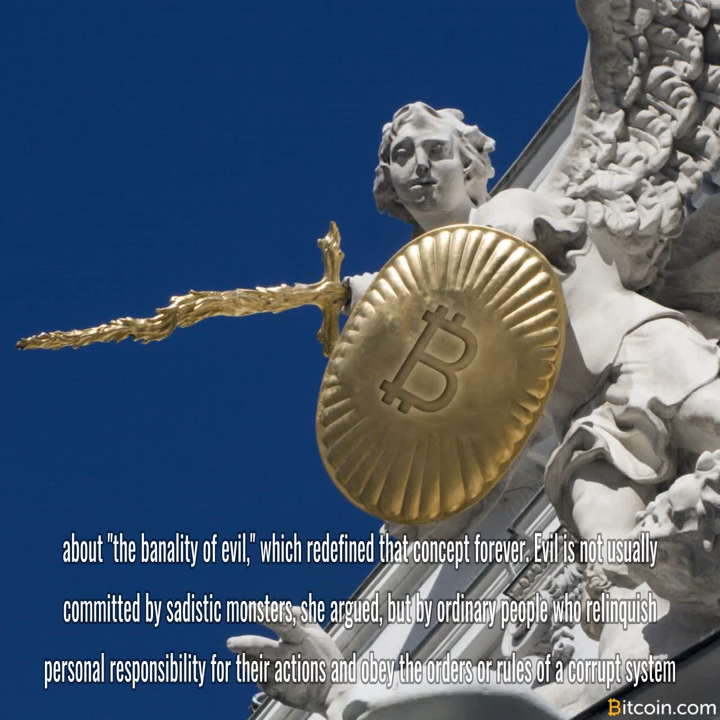 about "the banality of evil," which redefined that concept forever. Evil is not usually
committed by sadistic monsters, she argued, but by ordinary people who relinquish
personal responsibility for their actions and obey the orders or rules of a corrupt system
Bitcoin.com